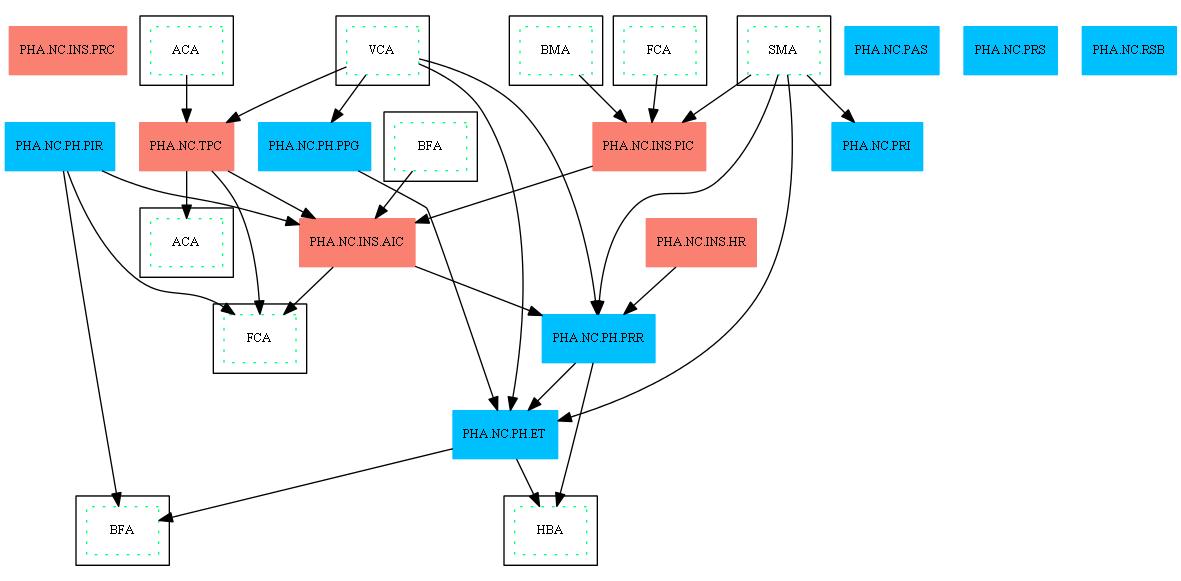 PHA.NC.INS.PRC
ACA
VCA
BMA
FCA
SMA
PHA.NC.PAS
PHA.NC.PRS
PHA.NC.RSB
PHA.NC.PH.PIR
PHA.NC.TPC
PHA.NC.PH.PPG
BFA
PHA.NC.INS.PIC
PHA.NC.PRI
ACA
PHA.NC.INS.AIC
PHA.NC.INS.HR
FCA
PHA.NC.PH.PRR
PHA.NC.PH.ET
BFA
HBA